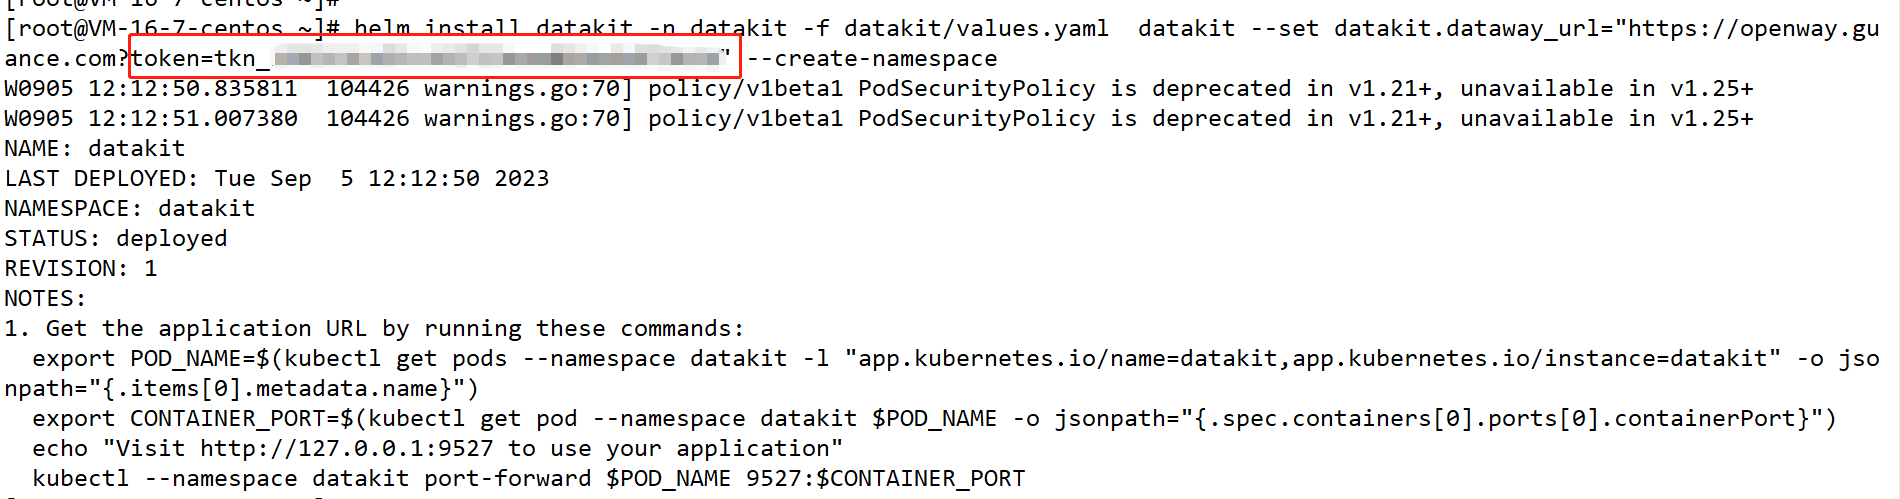 [root@VM-16-7-centos ~]#
[root@VM-16-7-centos ~]# helm install datakit -n datakit -f datakit/values.yaml  datakit --set datakit.dataway_url="https://openway.gu
ance.com?token=tkn_" --create-namespace
W0905 12:12:50.835811  104426 warnings.go:70] policy/v1beta1 PodSecurityPolicy is deprecated in v1.21+, unavailable in v1.25+
W0905 12:12:51.007380  104426 warnings.go:70] policy/v1beta1 PodSecurityPolicy is deprecated in v1.21+, unavailable in v1.25+
NAME: datakit
LAST DEPLOYED: Tue Sep  5 12:12:50 2023
NAMESPACE: datakit
STATUS: deployed
REVISION: 1
NOTES:
1. Get the application URL by running these commands:
  export POD_NAME=$(kubectl get pods --namespace datakit -l "app.kubernetes.io/name=datakit,app.kubernetes.io/instance=datakit" -o jso
npath="{.items[0].metadata.name}")
  export CONTAINER_PORT=$(kubectl get pod --namespace datakit $POD_NAME -o jsonpath="{.spec.containers[0].ports[0].containerPort}")
  echo "Visit http://127.0.0.1:9527 to use your application"
  kubectl --namespace datakit port-forward $POD_NAME 9527:$CONTAINER_PORT